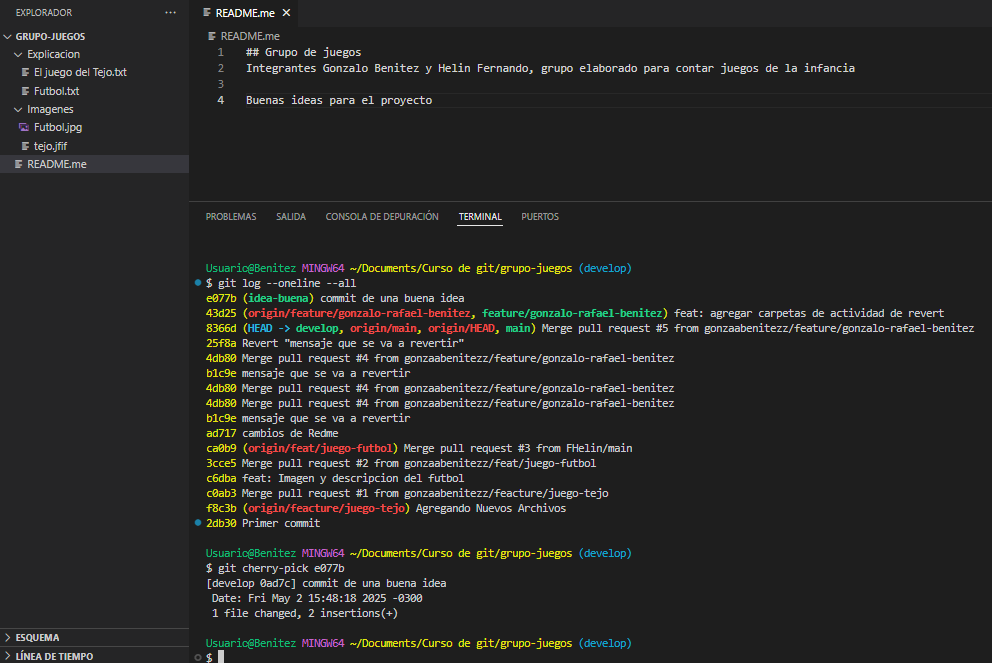 EXPLORADOR
GRUPO-JUEGOS
Explicacion
El juego del Tejo.txt
Futbol.txt
Imagenes
Futbol.jpg
tejo.jfif
README.me
ESQUEMA
LÍNEA DE TIEMPO
README.me
README.me
1 ## Grupo de juegos
2 Integrantes Gonzalo Benitez y Helin Fernando, grupo elaborado para contar juegos de la infancia
3
4 Buenas ideas para el proyecto
PROBLEMAS SALIDA CONSOLA DE DEPURACIÓN TERMINAL PUERTOS
Usuario@Benitez MINGW64 ~/Documents/Curso de git/grupo-juegos (develop)
$ git log --oneline --all
e077b (idea-buena) commit de una buena idea
43d25 (origin/feature/gonzalo-rafael-benitez, feature/gonzalo-rafael-benitez) feat: agregar carpetas de actividad de revert
8366d (HEAD -> develop, origin/main, origin/HEAD, main) Merge pull request #5 from gonzaabenitezz/feature/gonzalo-rafael-benitez
25f8a Revert "mensaje que se va a revertir"
4db80 Merge pull request #4 from gonzaabenitezz/feature/gonzalo-rafael-benitez
b1c9e mensaje que se va a revertir
4db80 Merge pull request #4 from gonzaabenitezz/feature/gonzalo-rafael-benitez
4db80 Merge pull request #4 from gonzaabenitezz/feature/gonzalo-rafael-benitez
b1c9e mensaje que se va a revertir
ad717 cambios de Redme
ca0b9 (origin/feat/juego-futbol) Merge pull request #3 from FHelin/main
3cce5 Merge pull request #2 from gonzaabenitezz/feat/juego-futbol
c6dba feat: Imagen y descripcion del futbol
c0ab3 Merge pull request #1 from gonzaabenitezz/feacture/juego-tejo
f8c3b (origin/feacture/juego-tejo) Agregando Nuevos Archivos
2db30 Primer commit
Usuario@Benitez MINGW64 ~/Documents/Curso de git/grupo-juegos (develop)
$ git cherry-pick e077b
[develop 0ad7c] commit de una buena idea
Date: Fri May 2 15:48:18 2025 -0300
1 file changed, 2 insertions(+)
Usuario@Benitez MINGW64 ~/Documents/Curso de git/grupo-juegos (develop)
$